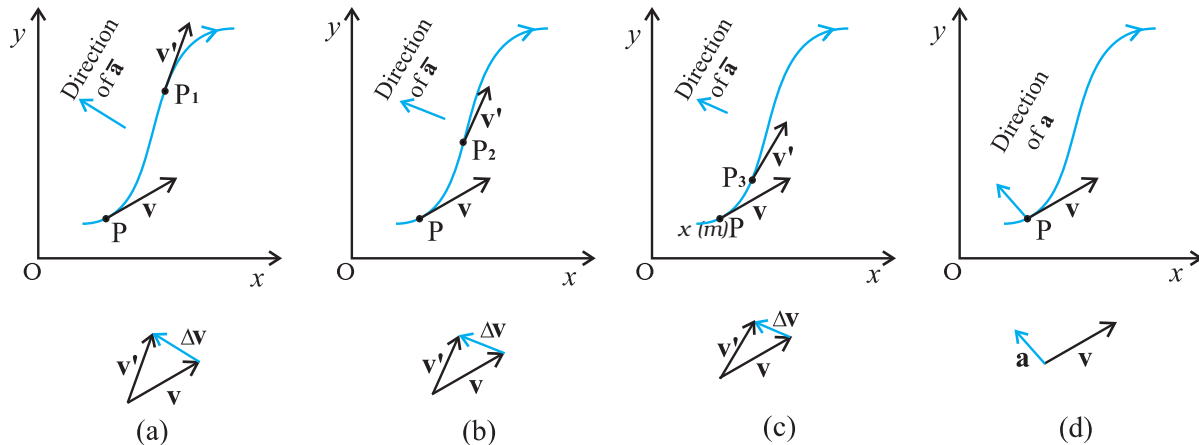 y
v'
Direction
of a̅
P₁
P
v
O
x
Δv
v'
v
(a)
y
Direction
of a̅
v'
P₂
P
v
O
x
Δv
v'
v
(b)
y
Direction
of a̅
v'
P₃
v
x (m)P
O
x
Δv
v'
v
(c)
y
Direction
of a
P
v
O
x
a
v
(d)